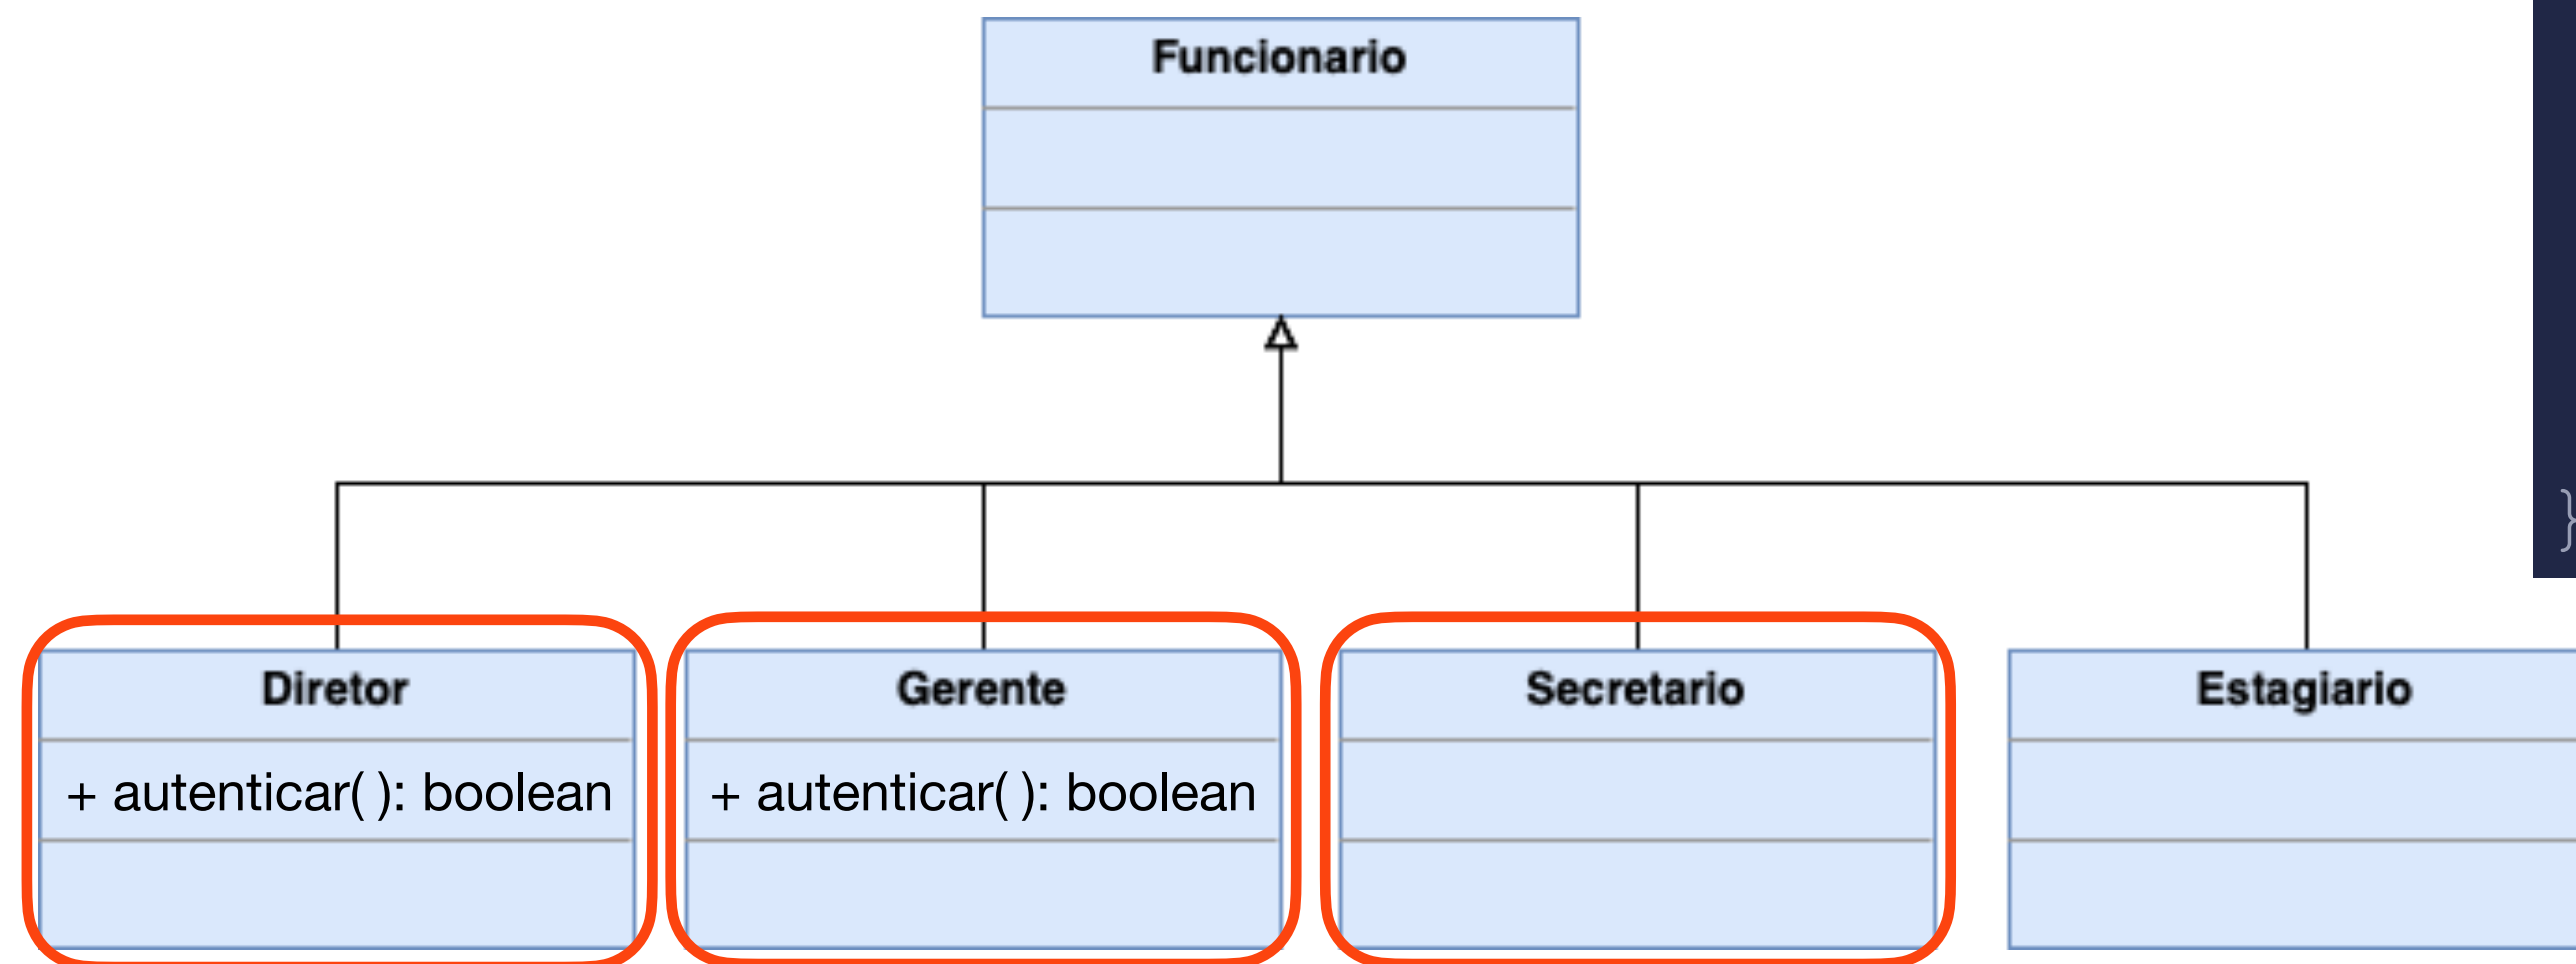 Funcionario
}
Diretor
Gerente
Secretario
Estagiario
+ autenticar( ): boolean
+ autenticar( ): boolean